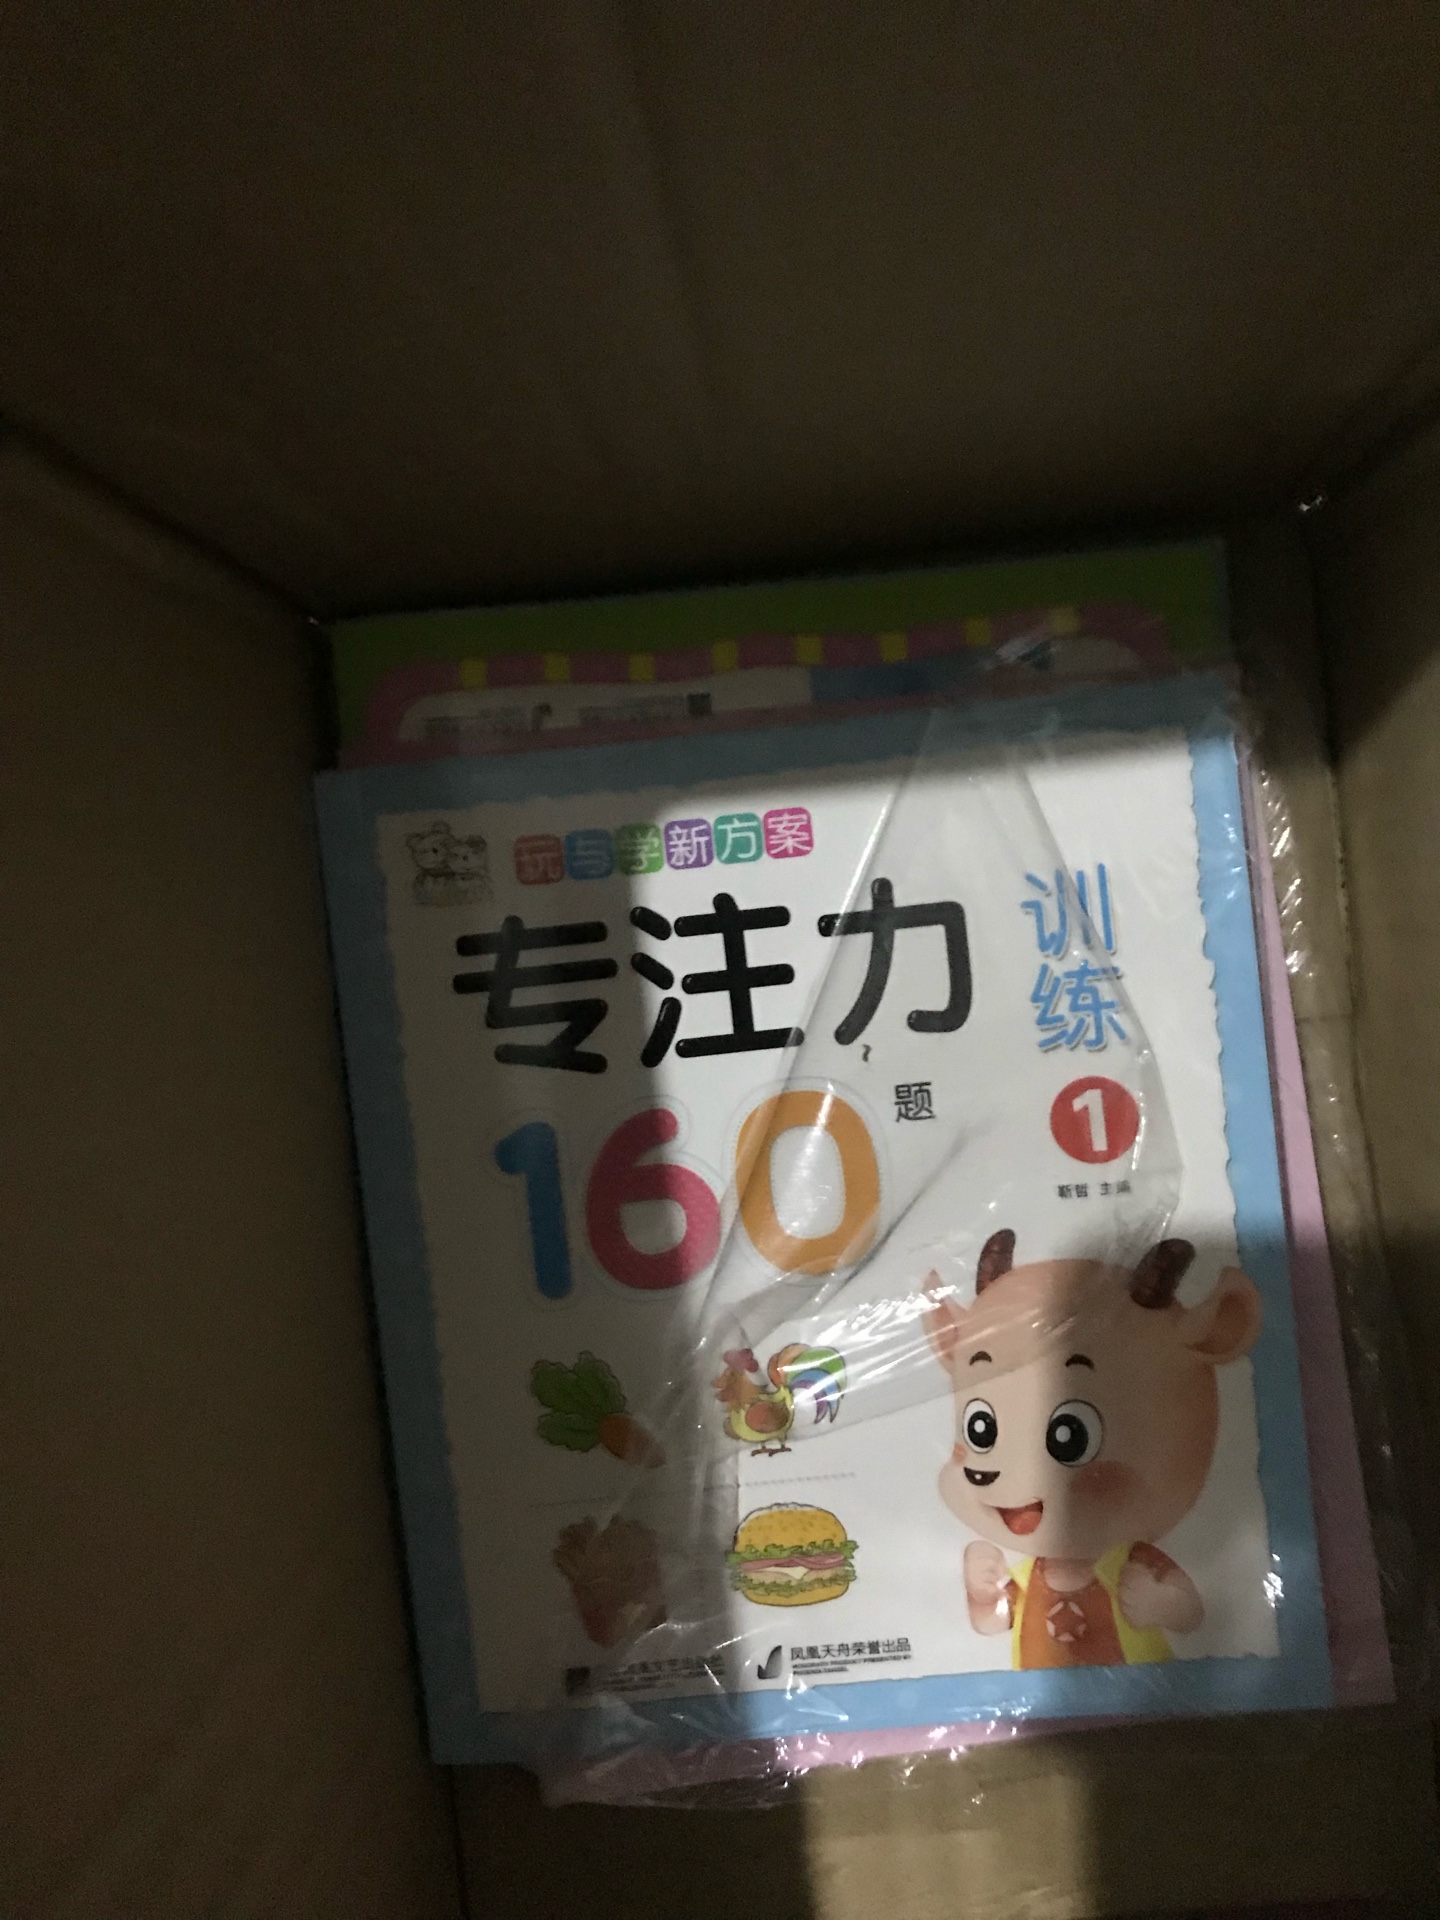 玩与学新方案
专注力
训练
160
题
1
靳哲 主编
凤凰天舟荣誉出品